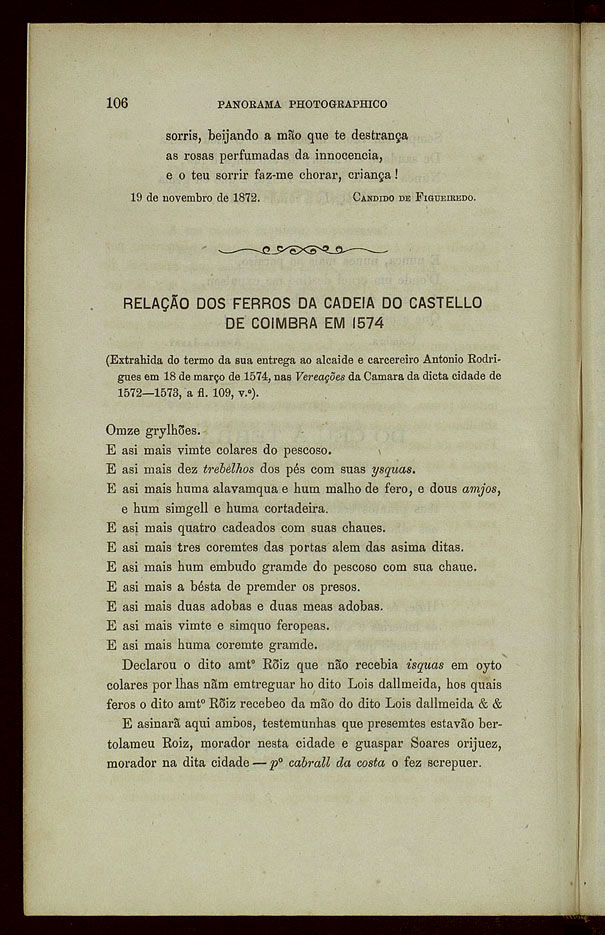 106 PANORAMA PHOTOGRAPHICO
sorris, beijando a mão que te destrança
as rosas perfumadas da innocencia,
e o teu sorrir faz-me chorar, criança!
19 de novembro de 1872. CANDIDO DE FIGUEIREDO.
RELAÇÃO DOS FERROS DA CADEIA DO CASTELLO
DE COIMBRA EM 1574
(Extrahida do termo da sua entrega ao alcaide e carcereiro Antonio Rodri-
gues em 18 de março de 1574, nas Vereações da Camara da dicta cidade de
1572—1573, a fl. 109, v.º).
Omze grylhões.
E asi mais vimte colares do pescoso.
E asi mais dez trebelhos dos pés com suas ysquas.
E asi mais huma alavamqua e hum malho de fero, e dous amjos,
e hum simgell e huma cortadeira.
E asi mais quatro cadeados com suas chaues.
E asi mais tres coremtes das portas alem das asima ditas.
E asi mais hum embudo gramde do pescoso com sua chaue.
E asi mais a bésta de premder os presos.
E asi mais duas adobas e duas meas adobas.
E asi mais vimte e simquo feropeas.
E asi mais huma coremte gramde.
Declarou o dito amtº Rõiz que não recebia isquas em oyto
colares por lhas nãm emtreguar ho dito Lois dallmeida, hos quais
feros o dito amtº Rõiz recebeo da mão do dito Lois dallmeida & &
E asinarã aqui ambos, testemunhas que presemtes estavão ber-
tolameu Roiz, morador nesta cidade e guaspar Soares orijuez,
morador na dita cidade — pº cabrall da costa o fez screpuer.